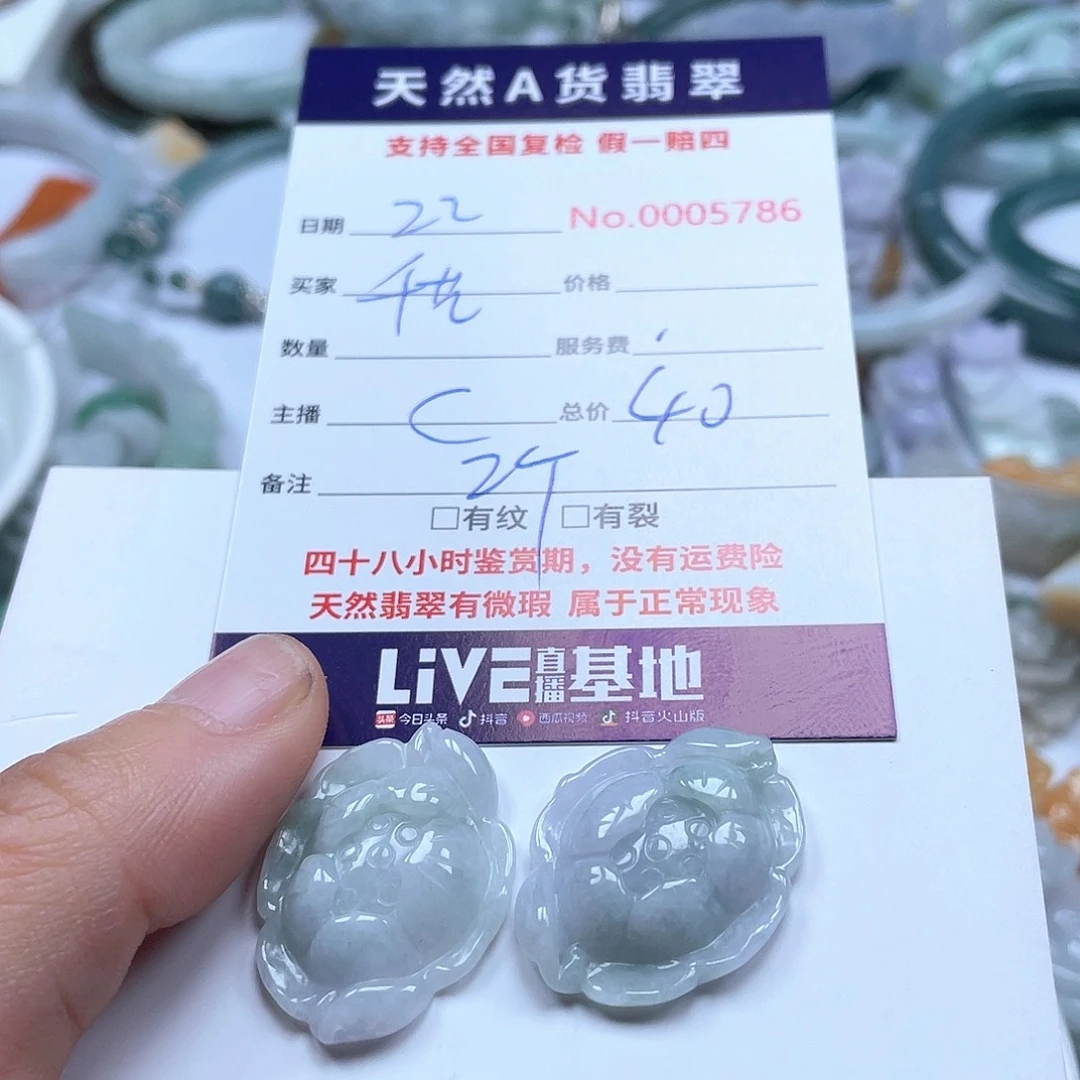 天然A货翡翠
支持全国复检 假一赔四
日期 22 No.0005786
买家 价格
数量 服务费
主播 C 总价 40
备注 2个
□有纹 □有裂
四十八小时鉴赏期，没有运费险
天然翡翠有微瑕 属于正常现象
LiVE直播基地
头条 今日头条 抖音 西瓜视频 抖音火山版